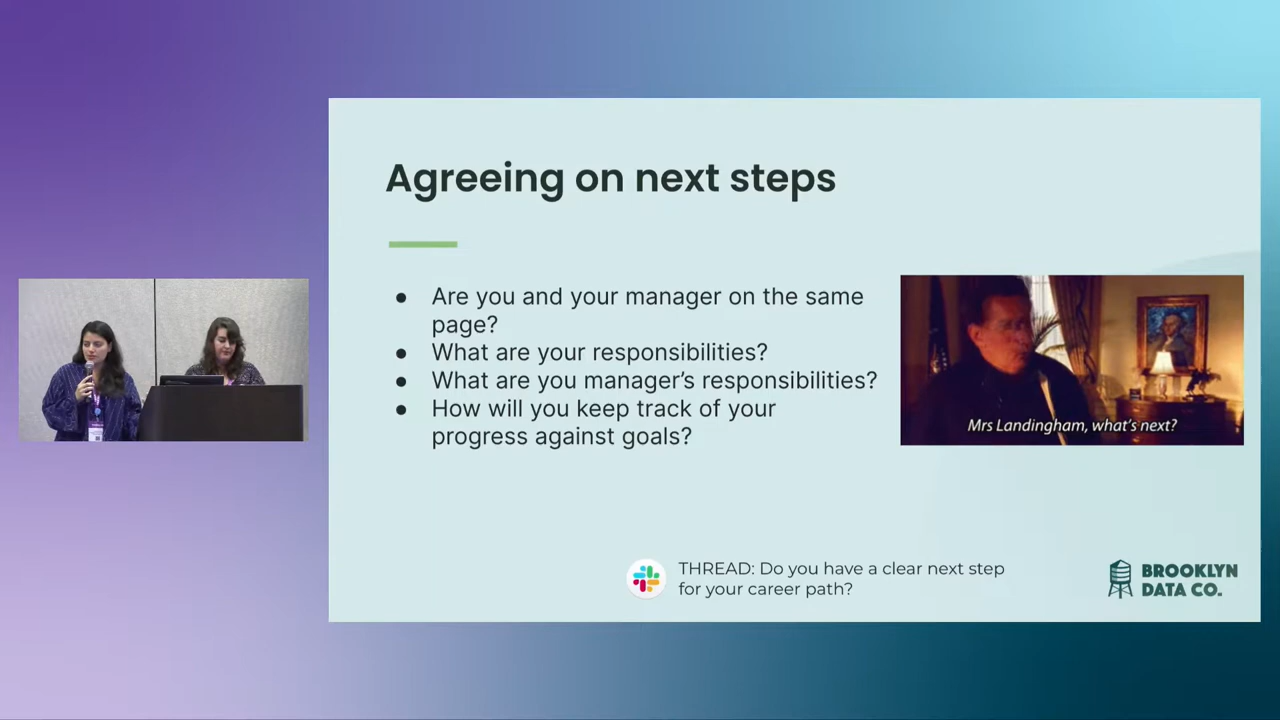 Agreeing on next steps
● Are you and your manager on the same
page?
● What are your responsibilities?
● What are you manager's responsibilities?
● How will you keep track of your
progress against goals?
Mrs Landingham, what's next?
THREAD: Do you have a clear next step
for your career path?
BROOKLYN
DATA CO.